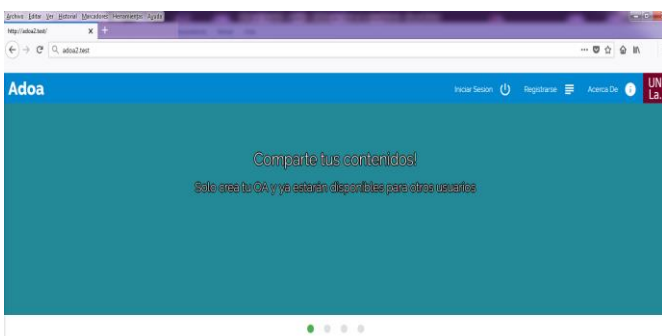 Archivo Editar Ver Historial Marcadores Herramientas Ayuda
http://adoa2.test/
adoa2.test
Adoa
Iniciar Sesion
Registrarse
Acerca De
UN
La.
Comparte tus contenidos!
Solo crea tu OA y ya estarán disponibles para otros usuarios